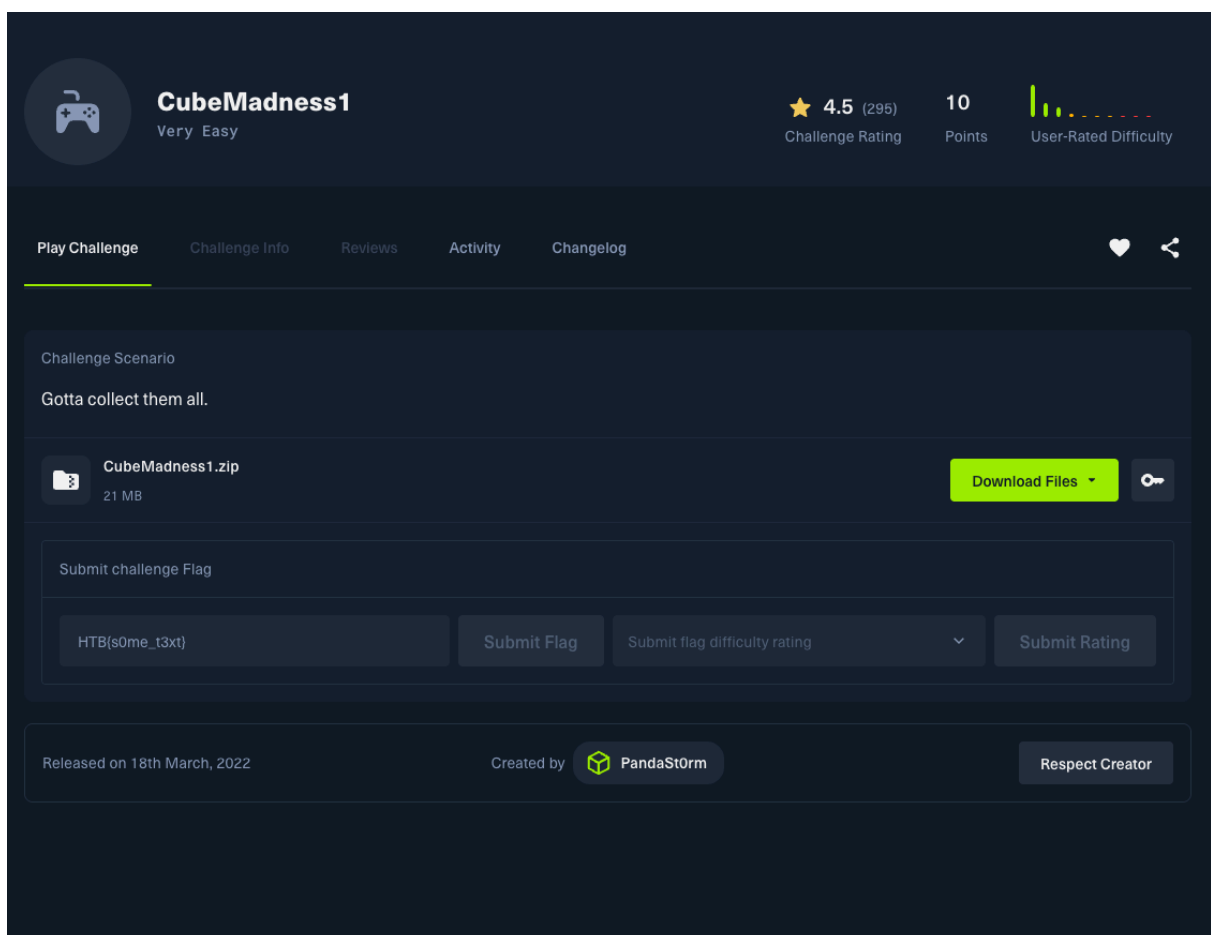 CubeMadness1
Very Easy
4.5 (295)
Challenge Rating
10
Points
User-Rated Difficulty
Play Challenge
Challenge Info
Reviews
Activity
Changelog
Challenge Scenario
Gotta collect them all.
CubeMadness1.zip
21 MB
Download Files
Submit challenge Flag
HTB{s0me_t3xt}
Submit Flag
Submit flag difficulty rating
Submit Rating
Released on 18th March, 2022
Created by
PandaSt0rm
Respect Creator